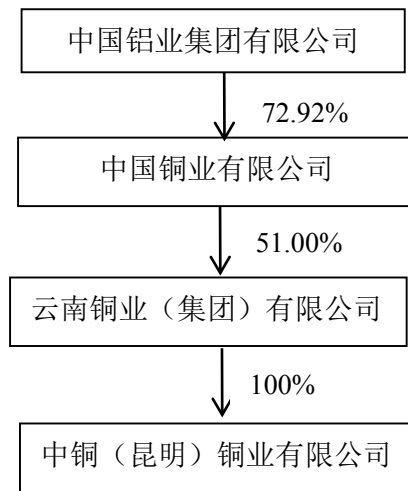 中国铝业集团有限公司
72.92%
中国铜业有限公司
51.00%
云南铜业（集团）有限公司
100%
中铜（昆明）铜业有限公司